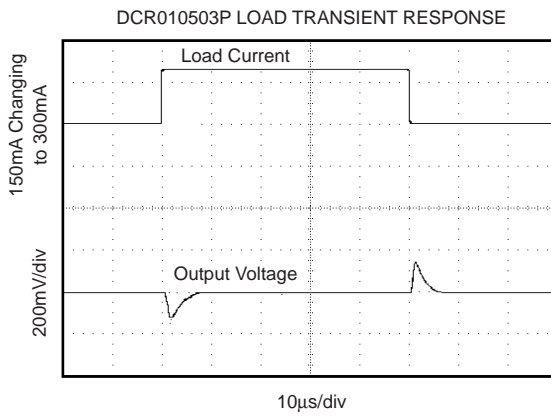 DCR010503P LOAD TRANSIENT RESPONSE
Load Current
150mA Changing
to 300mA
Output Voltage
200mV/div
10μs/div